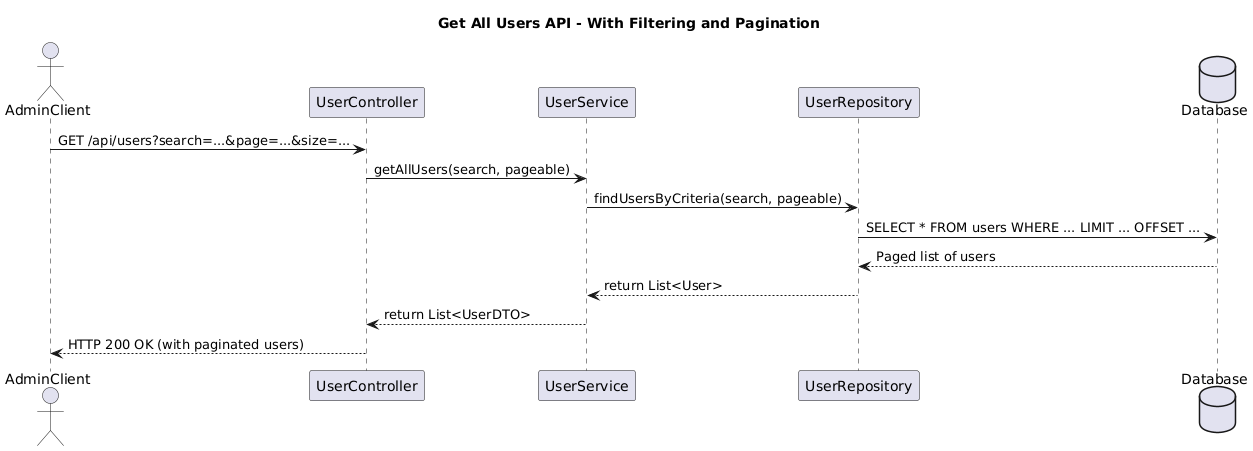 Get All Users API - With Filtering and Pagination
AdminClient
UserController
UserService
UserRepository
Database
GET /api/users?search=...&page=...&size=...
getAllUsers(search, pageable)
findUsersByCriteria(search, pageable)
SELECT * FROM users WHERE ... LIMIT ... OFFSET ...
Paged list of users
return List<User>
return List<UserDTO>
HTTP 200 OK (with paginated users)
AdminClient
UserController
UserService
UserRepository
Database